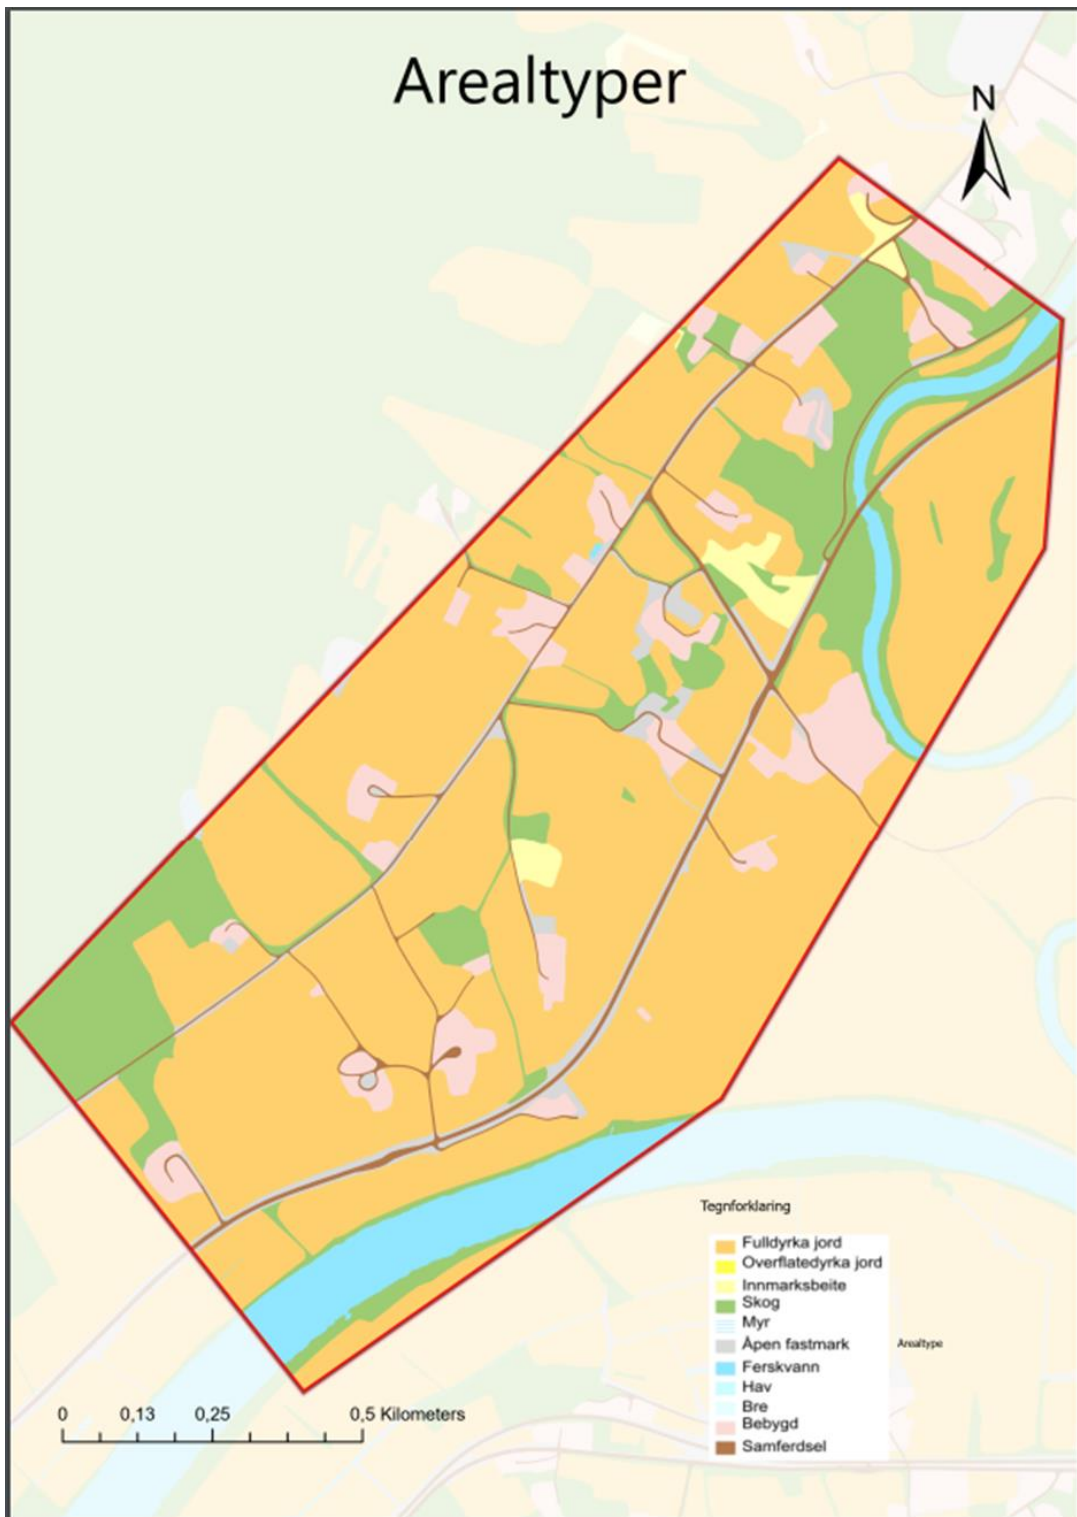 Arealtyper
N
Tegnforklaring
Fulldyrka jord
Overflatedyrka jord
Innmarksbeite
Skog
Myr
Åpen fastmark
Arealtype
Ferskvann
Hav
Bre
Bebygd
Samferdsel
0 0,13 0,25 0,5 Kilometers